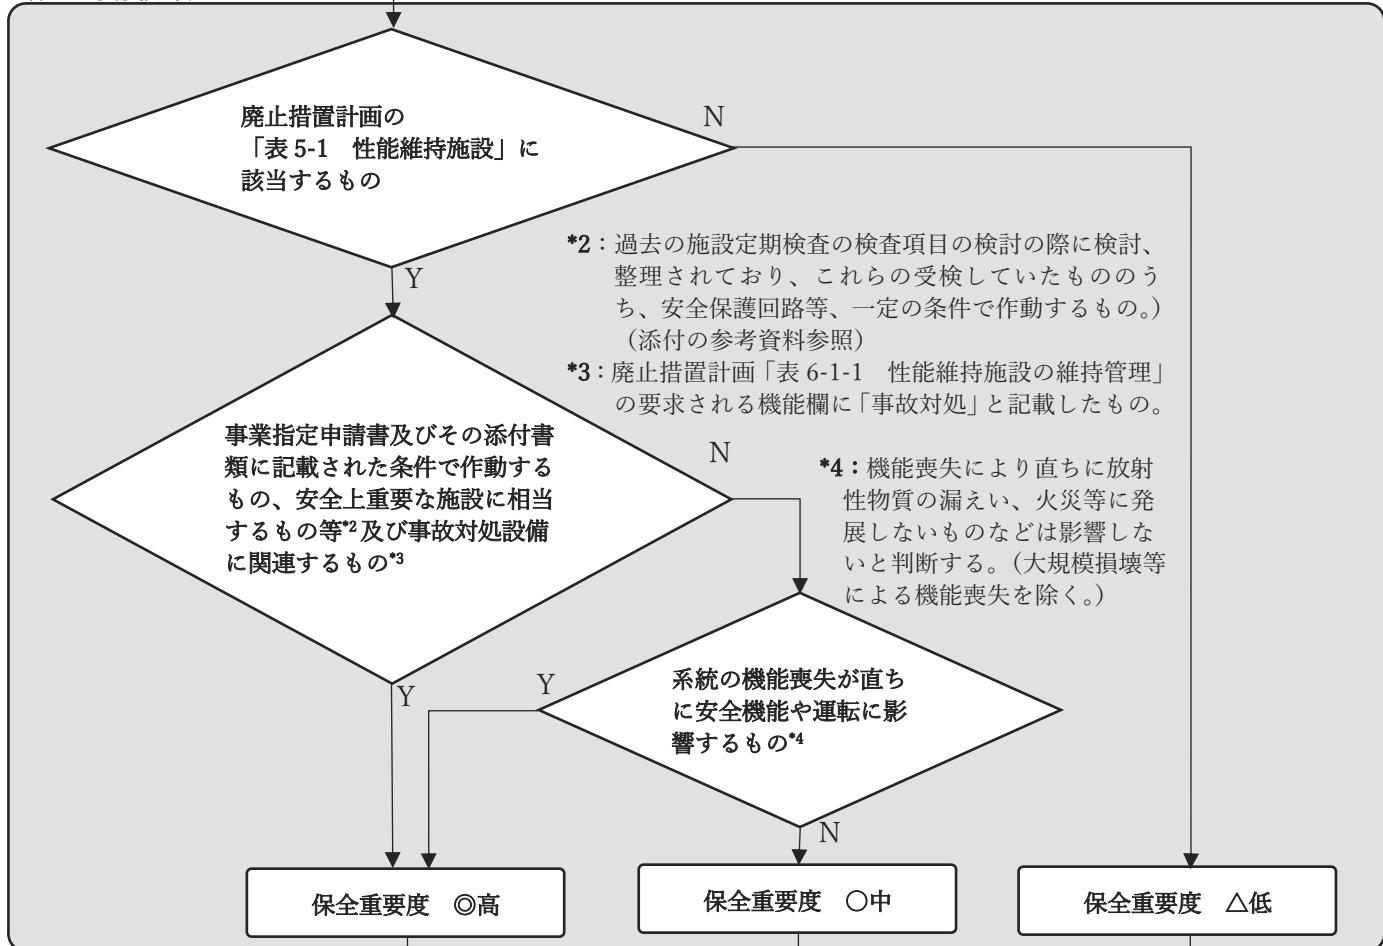 廃止措置計画の
「表 5-1　性能維持施設」に
該当するもの
N
Y
*2：過去の施設定期検査の検査項目の検討の際に検討、
整理されており、これらの受検していたもののう
ち、安全保護回路等、一定の条件で作動するもの。）
（添付の参考資料参照）
*3：廃止措置計画「表 6-1-1　性能維持施設の維持管理」
の要求される機能欄に「事故対処」と記載したもの。
事業指定申請書及びその添付書
類に記載された条件で作動する
もの、安全上重要な施設に相当
するもの等*2 及び事故対処設備
に関連するもの*3
N
Y
*4：機能喪失により直ちに放射
性物質の漏えい、火災等に発
展しないものなどは影響しな
いと判断する。（大規模損壊等
による機能喪失を除く。）
系統の機能喪失が直ち
に安全機能や運転に影
響するもの*4
Y
N
保全重要度　◎高
保全重要度　○中
保全重要度　△低